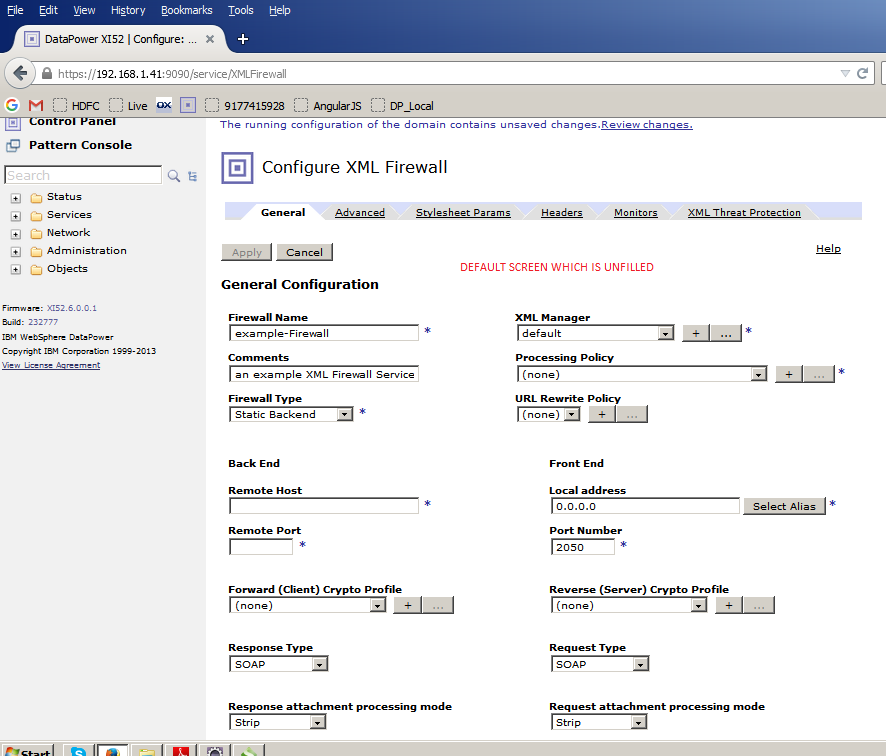 File Edit View History Bookmarks Tools Help
DataPower XI52 | Configure: ... × +
https://192.168.1.41:9090/service/XMLFirewall
HDFC Live OX 9177415928 AngularJS DP_Local
Control Panel
The running configuration of the domain contains unsaved changes.Review changes.
Pattern Console
Search
Status
Services
Network
Administration
Objects
Firmware: XI52.6.0.0.1
Build: 232777
IBM WebSphere DataPower
Copyright IBM Corporation 1999-2013
View License Agreement
Configure XML Firewall
General Advanced Stylesheet Params Headers Monitors XML Threat Protection
Apply Cancel
Help
DEFAULT SCREEN WHICH IS UNFILLED
General Configuration
Firewall Name
example-Firewall *
XML Manager
default + ... *
Comments
an example XML Firewall Service
Processing Policy
(none) + ... *
Firewall Type
Static Backend *
URL Rewrite Policy
(none) + ...
Back End
Front End
Remote Host
*
Local address
0.0.0.0 Select Alias *
Remote Port
*
Port Number
2050 *
Forward (Client) Crypto Profile
(none) + ...
Reverse (Server) Crypto Profile
(none) + ...
Response Type
SOAP
Request Type
SOAP
Response attachment processing mode
Strip
Request attachment processing mode
Strip
Start